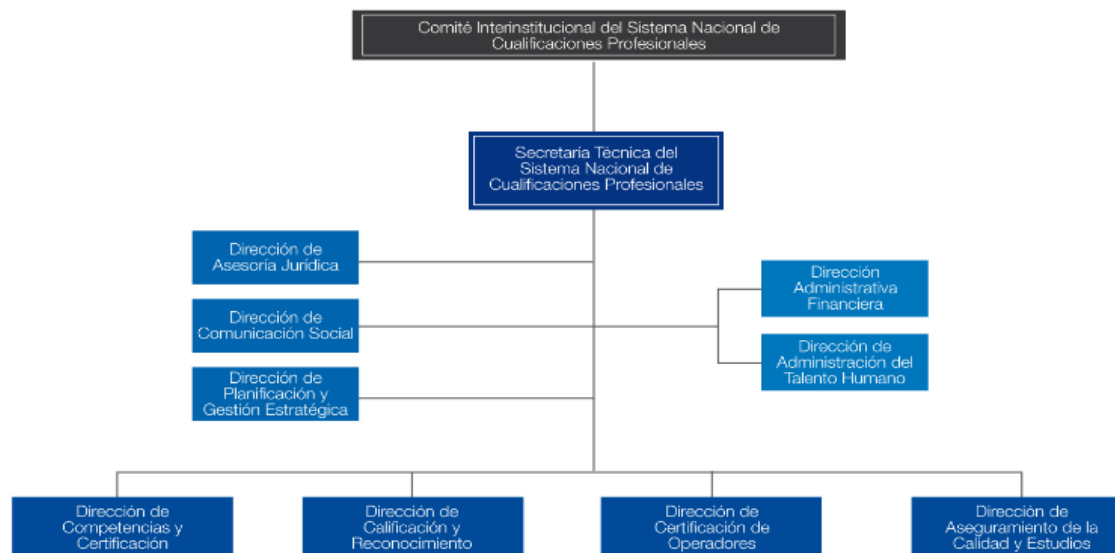 Comité Interinstitucional del Sistema Nacional de
Cualificaciones Profesionales
Secretaria Técnica del
Sistema Nacional de
Cualificaciones Profesionales
Dirección de
Asesoría Jurídica
Dirección de
Comunicación Social
Dirección de
Planificación y
Gestión Estratégica
Dirección
Administrativa
Financiera
Dirección de
Administración del
Talento Humano
Dirección de
Competencias y
Certificación
Dirección de
Calificación y
Reconocimiento
Dirección de
Certificación de
Operadores
Dirección de
Aseguramiento de la
Calidad y Estudios